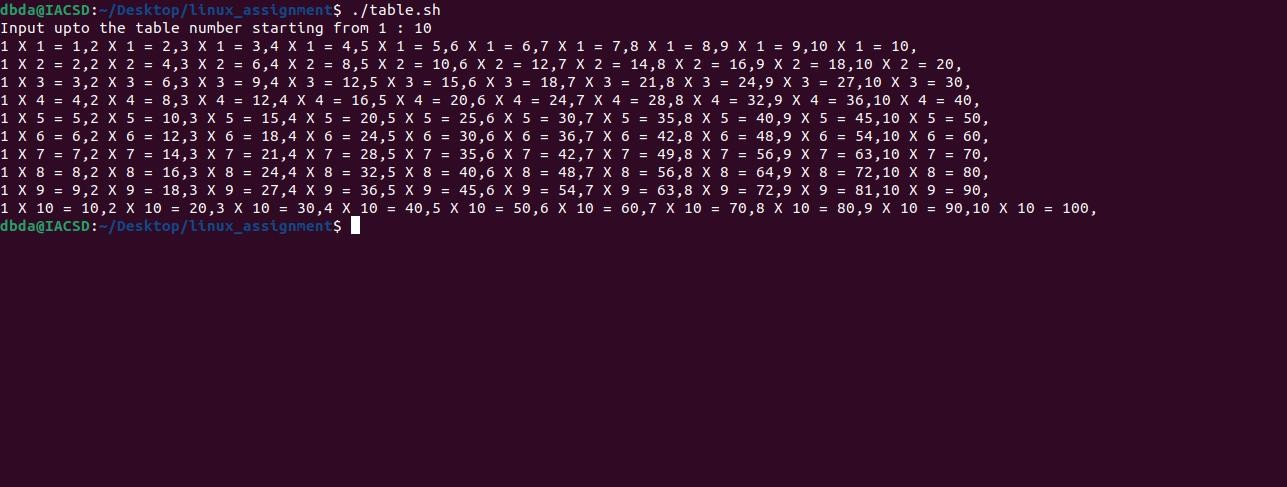 dbda@IACSD:~/Desktop/linux_assignment$ ./table.sh
Input upto the table number starting from 1 : 10
1 X 1 = 1,2 X 1 = 2,3 X 1 = 3,4 X 1 = 4,5 X 1 = 5,6 X 1 = 6,7 X 1 = 7,8 X 1 = 8,9 X 1 = 9,10 X 1 = 10,
1 X 2 = 2,2 X 2 = 4,3 X 2 = 6,4 X 2 = 8,5 X 2 = 10,6 X 2 = 12,7 X 2 = 14,8 X 2 = 16,9 X 2 = 18,10 X 2 = 20,
1 X 3 = 3,2 X 3 = 6,3 X 3 = 9,4 X 3 = 12,5 X 3 = 15,6 X 3 = 18,7 X 3 = 21,8 X 3 = 24,9 X 3 = 27,10 X 3 = 30,
1 X 4 = 4,2 X 4 = 8,3 X 4 = 12,4 X 4 = 16,5 X 4 = 20,6 X 4 = 24,7 X 4 = 28,8 X 4 = 32,9 X 4 = 36,10 X 4 = 40,
1 X 5 = 5,2 X 5 = 10,3 X 5 = 15,4 X 5 = 20,5 X 5 = 25,6 X 5 = 30,7 X 5 = 35,8 X 5 = 40,9 X 5 = 45,10 X 5 = 50,
1 X 6 = 6,2 X 6 = 12,3 X 6 = 18,4 X 6 = 24,5 X 6 = 30,6 X 6 = 36,7 X 6 = 42,8 X 6 = 48,9 X 6 = 54,10 X 6 = 60,
1 X 7 = 7,2 X 7 = 14,3 X 7 = 21,4 X 7 = 28,5 X 7 = 35,6 X 7 = 42,7 X 7 = 49,8 X 7 = 56,9 X 7 = 63,10 X 7 = 70,
1 X 8 = 8,2 X 8 = 16,3 X 8 = 24,4 X 8 = 32,5 X 8 = 40,6 X 8 = 48,7 X 8 = 56,8 X 8 = 64,9 X 8 = 72,10 X 8 = 80,
1 X 9 = 9,2 X 9 = 18,3 X 9 = 27,4 X 9 = 36,5 X 9 = 45,6 X 9 = 54,7 X 9 = 63,8 X 9 = 72,9 X 9 = 81,10 X 9 = 90,
1 X 10 = 10,2 X 10 = 20,3 X 10 = 30,4 X 10 = 40,5 X 10 = 50,6 X 10 = 60,7 X 10 = 70,8 X 10 = 80,9 X 10 = 90,10 X 10 = 100,
dbda@IACSD:~/Desktop/linux_assignment$